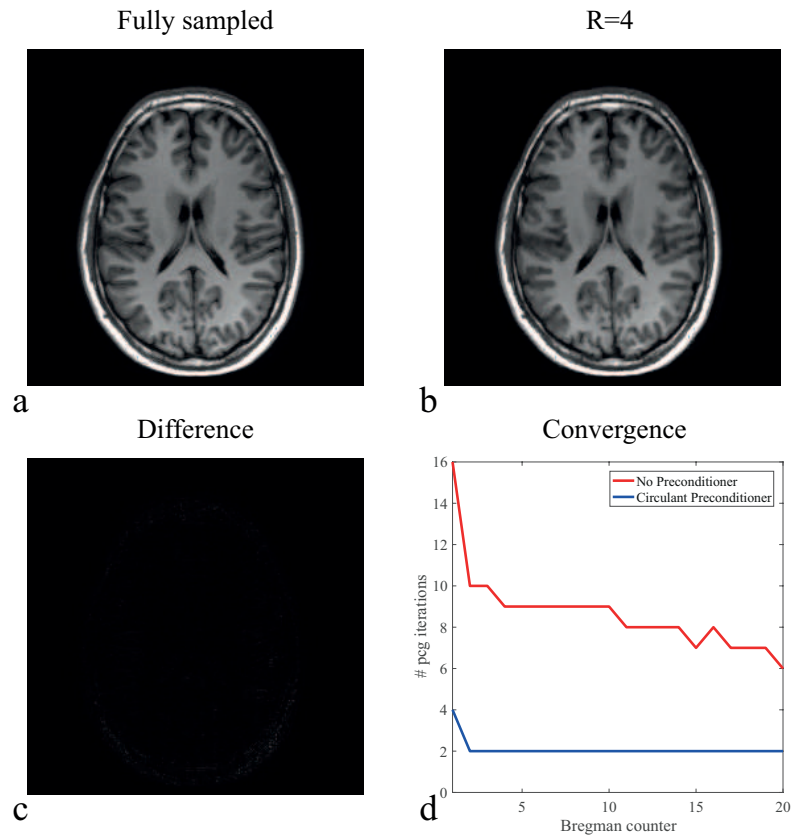 Fully sampled
R=4
a
b
Difference
Convergence
c
16
14
12
10
8
6
4
2
0
# pcg iterations
No Preconditioner
Circulant Preconditioner
5
10
15
20
Bregman counter
d